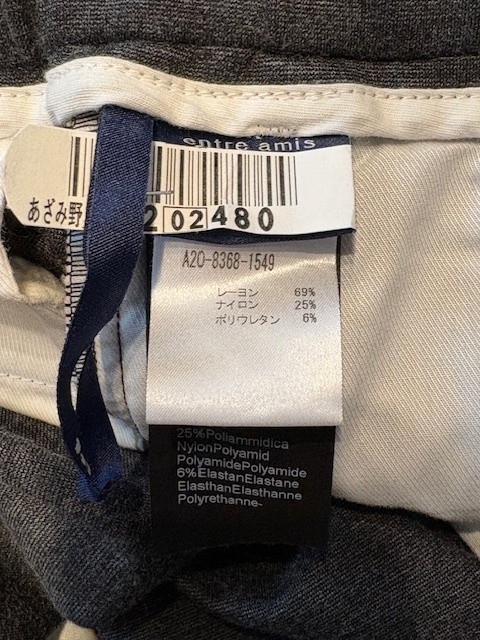 entre amis
あざみ野
202480
A20-8368-1549
レーヨン 69%
ナイロン 25%
ポリウレタン 6%
25%Poliammidica
NylonPolyamid
PolyamidePolyamide
6%ElastanElastane
ElasthanElasthanne
Polyrethanne-